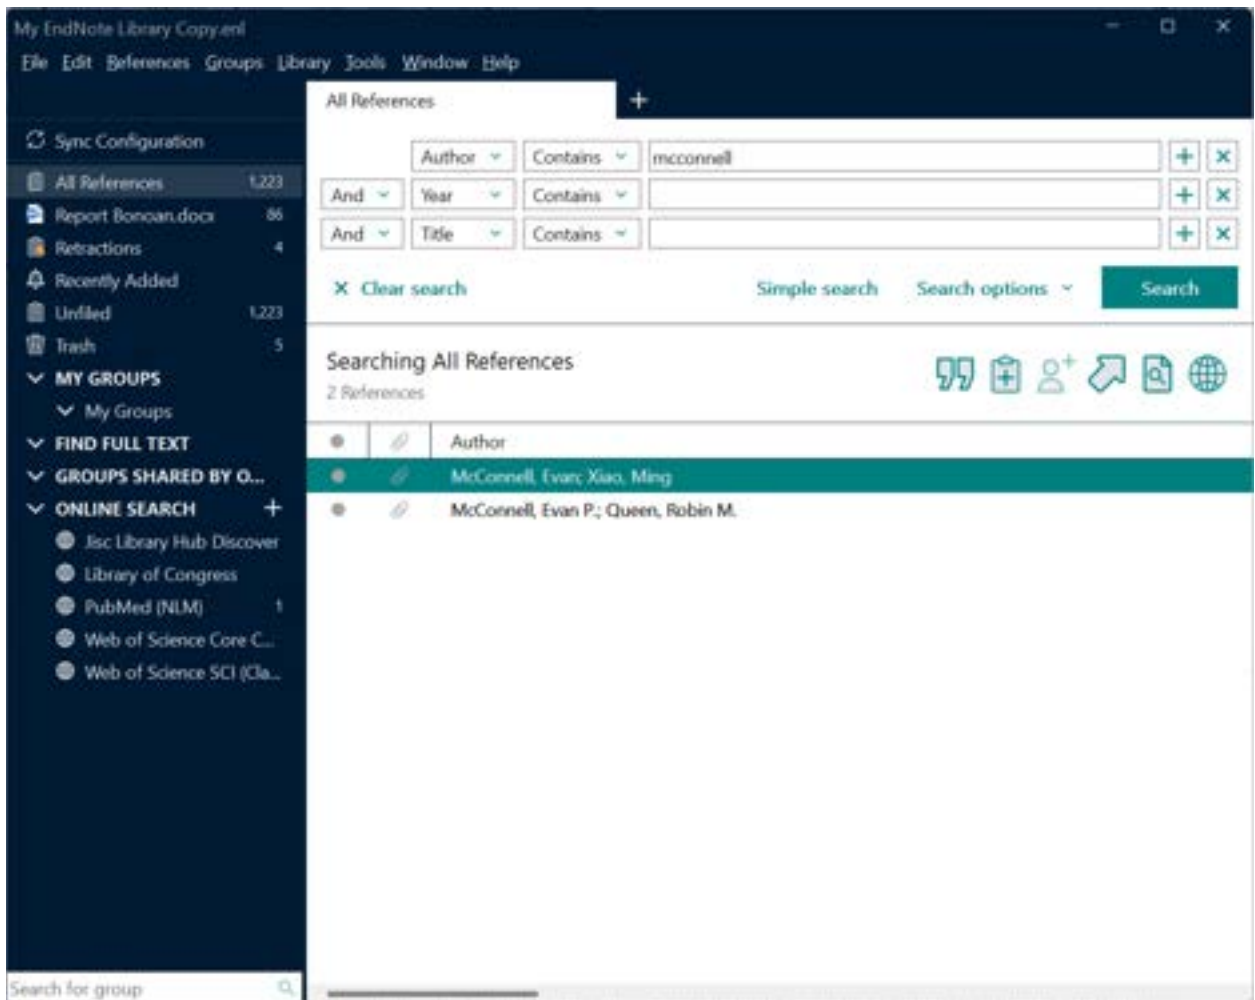 My EndNote Library Copy.enl
File Edit References Groups Library Tools Window Help
All References
Sync Configuration
All References 1,223
Report Bonoan.docx 86
Retractions 4
Recently Added
Unfiled 1,223
Trash 5
MY GROUPS
My Groups
FIND FULL TEXT
GROUPS SHARED BY O...
ONLINE SEARCH +
Jisc Library Hub Discover
Library of Congress
PubMed (NLM) 1
Web of Science Core C...
Web of Science SCI (Cla...
Search for group
Author Contains mcconnell
And Year Contains
And Title Contains
Clear search Simple search Search options Search
Searching All References
2 References
Author
McConnell, Evan; Xiao, Ming
McConnell, Evan P.; Queen, Robin M.